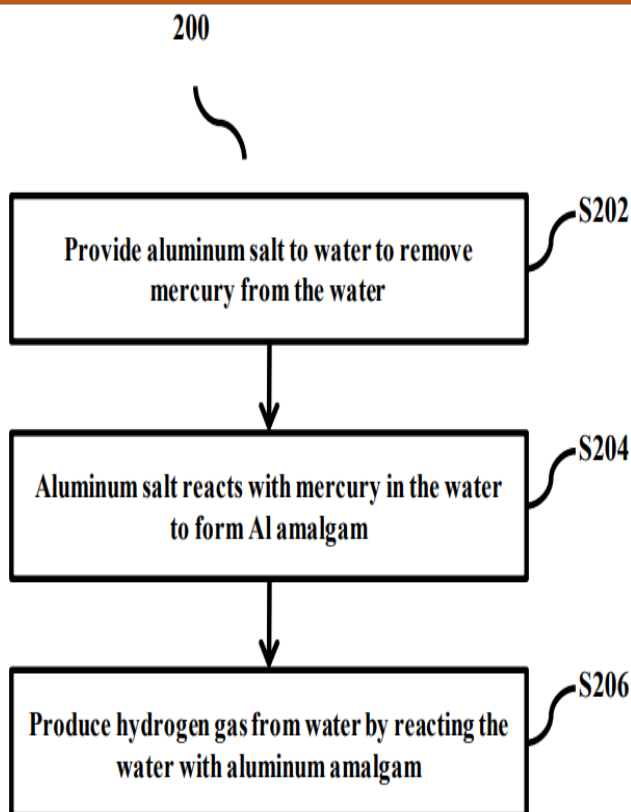 200
S202
Provide aluminum salt to water to remove
mercury from the water
S204
Aluminum salt reacts with mercury in the water
to form Al amalgam
S206
Produce hydrogen gas from water by reacting the
water with aluminum amalgam